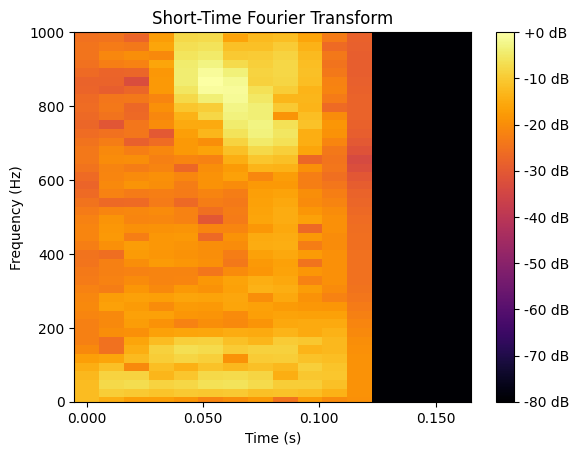 Short-Time Fourier Transform
1000
800
600
400
200
0
Frequency (Hz)
0.000
0.050
0.100
0.150
Time (s)
+0 dB
-10 dB
-20 dB
-30 dB
-40 dB
-50 dB
-60 dB
-70 dB
-80 dB